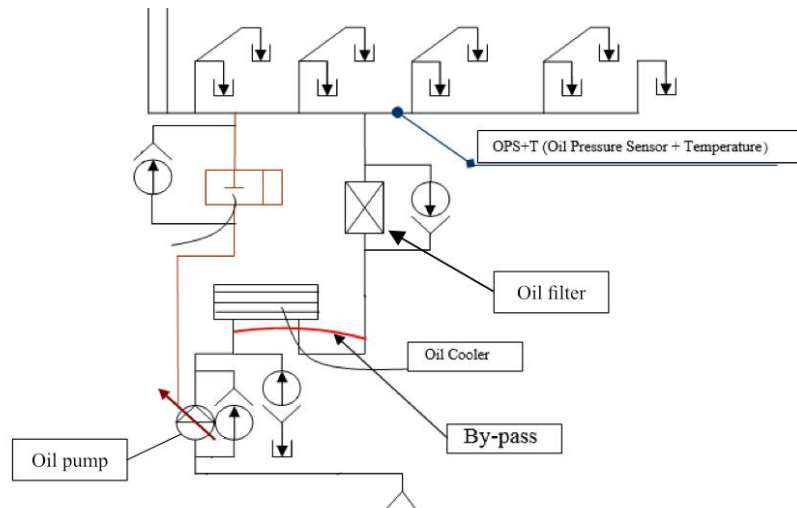 OPS+T (Oil Pressure Sensor + Temperature)
Oil filter
Oil Cooler
By-pass
Oil pump